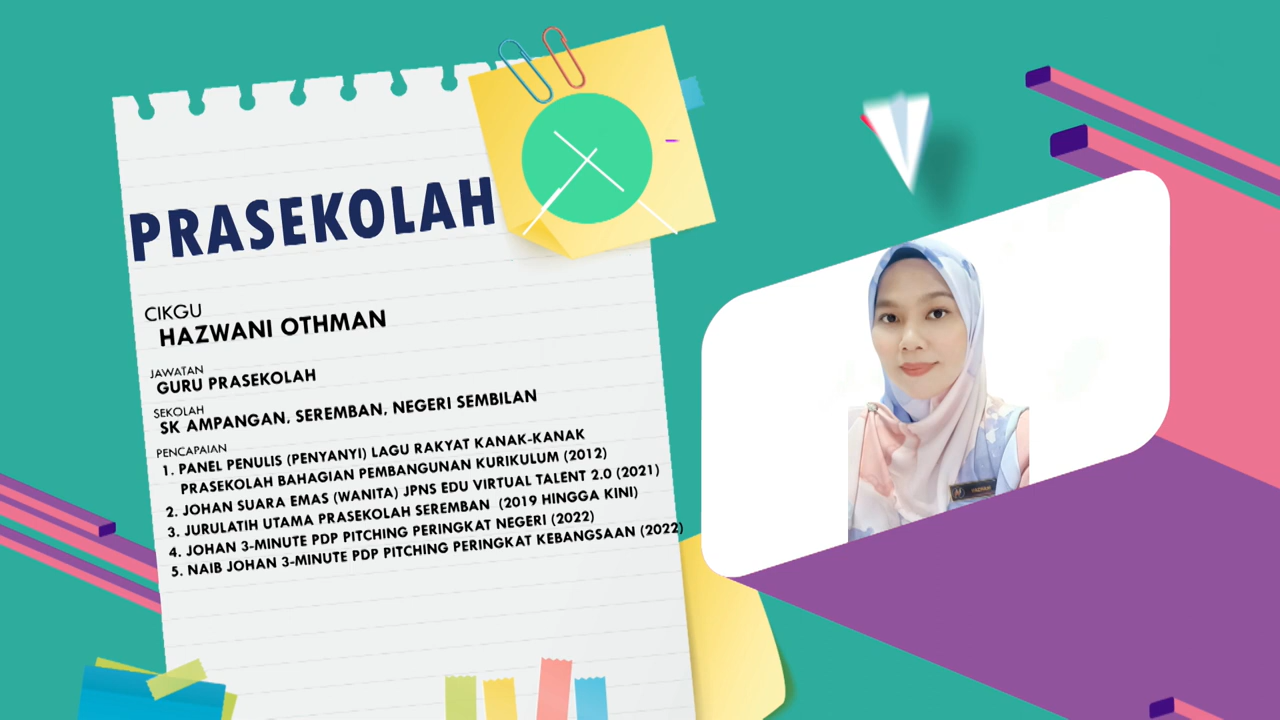 PRASEKOLAH
CIKGU
HAZWANI OTHMAN
JAWATAN
GURU PRASEKOLAH
SEKOLAH
SK AMPANGAN, SEREMBAN, NEGERI SEMBILAN
PENCAPAIAN
1. PANEL PENULIS (PENYANYI) LAGU RAKYAT KANAK-KANAK
PRASEKOLAH BAHAGIAN PEMBANGUNAN KURIKULUM (2012)
2. JOHAN SUARA EMAS (WANITA) JPNS EDU VIRTUAL TALENT 2.0 (2021)
3. JURULATIH UTAMA PRASEKOLAH SEREMBAN (2019 HINGGA KINI)
4. JOHAN 3-MINUTE PDP PITCHING PERINGKAT NEGERI (2022)
5. NAIB JOHAN 3-MINUTE PDP PITCHING PERINGKAT KEBANGSAAN (2022)